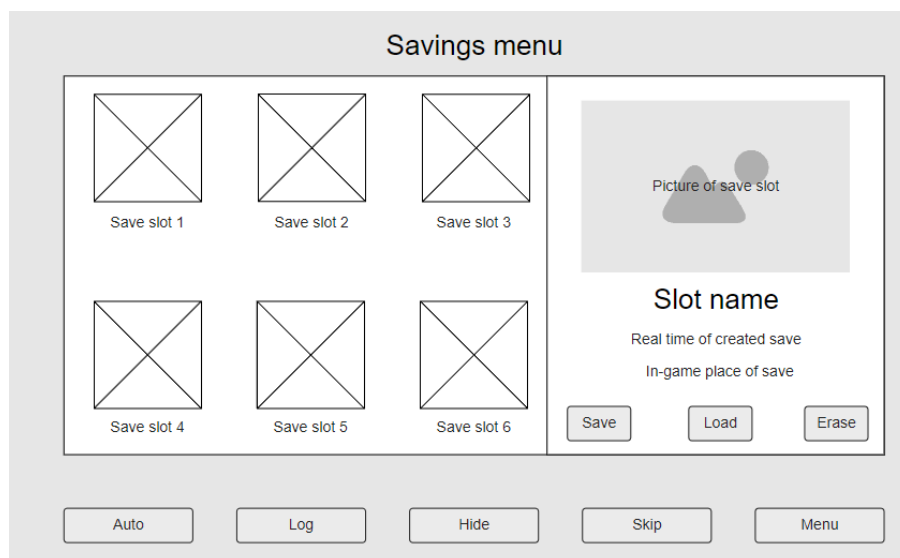 Savings menu
Save slot 1
Save slot 2
Save slot 3
Save slot 4
Save slot 5
Save slot 6
Picture of save slot
Slot name
Real time of created save
In-game place of save
Save
Load
Erase
Auto
Log
Hide
Skip
Menu